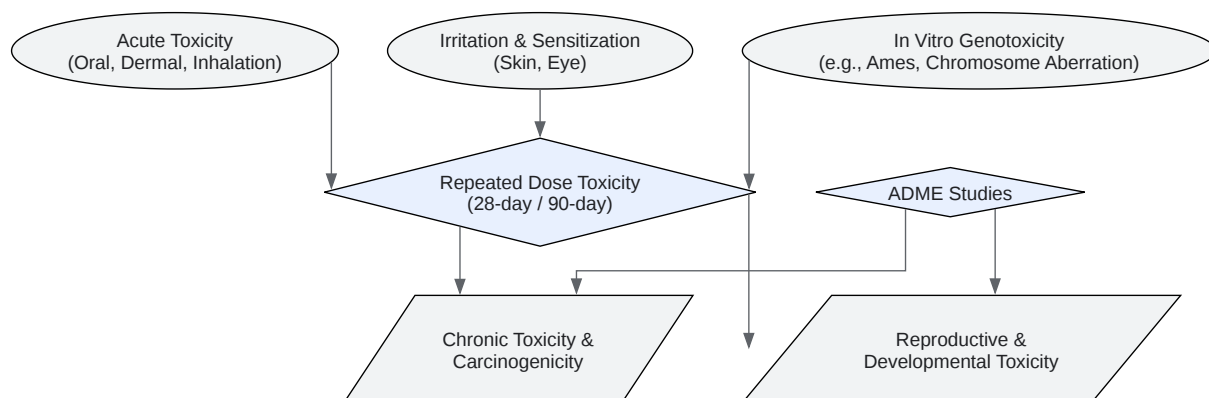 Acute Toxicity
(Oral, Dermal, Inhalation)
Irritation & Sensitization
(Skin, Eye)
In Vitro Genotoxicity
(e.g., Ames, Chromosome Aberration)
Repeated Dose Toxicity
(28-day / 90-day)
ADME Studies
Chronic Toxicity &
Carcinogenicity
Reproductive &
Developmental Toxicity